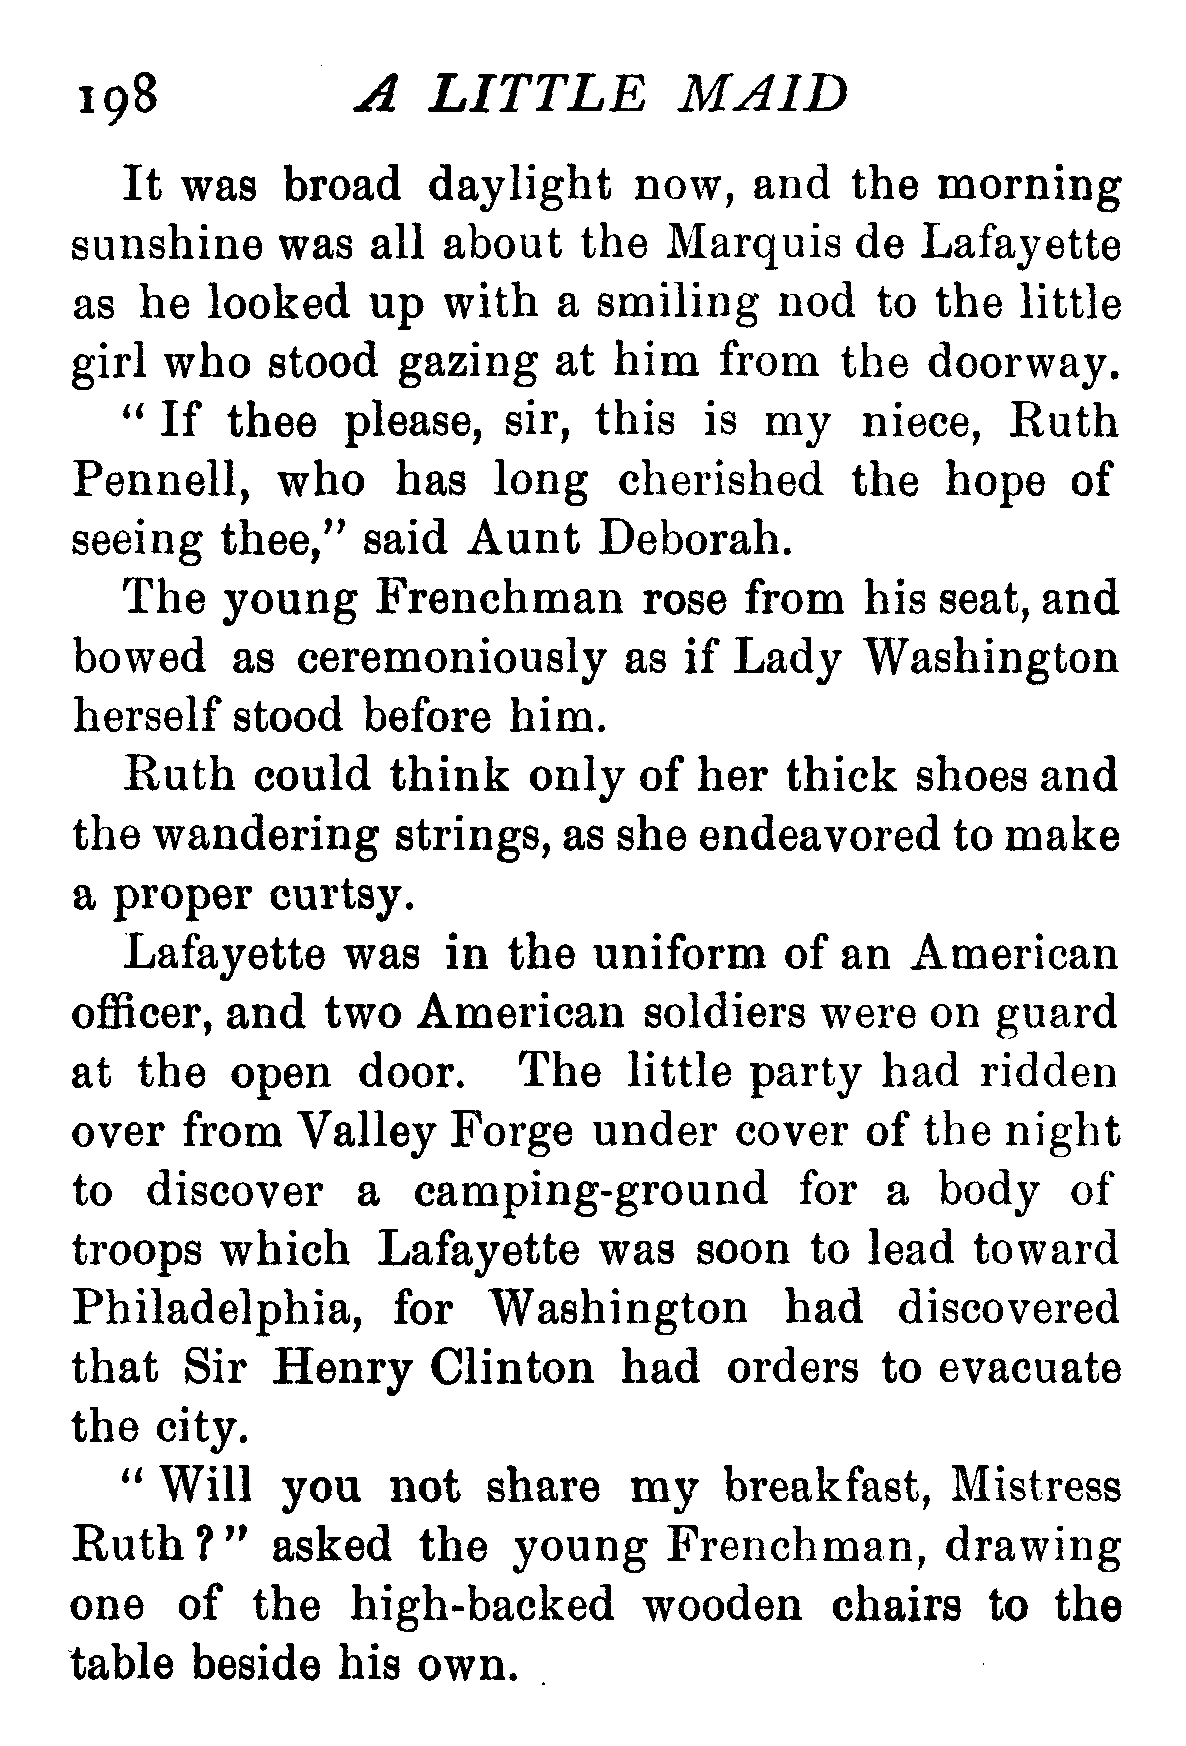 198 A LITTLE MAID
It was broad daylight now, and the morning
sunshine was all about the Marquis de Lafayette
as he looked up with a smiling nod to the little
girl who stood gazing at him from the doorway.
“ If thee please, sir, this is my niece, Ruth
Pennell, who has long cherished the hope of
seeing thee,” said Aunt Deborah.
The young Frenchman rose from his seat, and
bowed as ceremoniously as if Lady Washington
herself stood before him.
Ruth could think only of her thick shoes and
the wandering strings, as she endeavored to make
a proper curtsy.
Lafayette was in the uniform of an American
officer, and two American soldiers were on guard
at the open door. The little party had ridden
over from Valley Forge under cover of the night
to discover a camping-ground for a body of
troops which Lafayette was soon to lead toward
Philadelphia, for Washington had discovered
that Sir Henry Clinton had orders to evacuate
the city.
“ Will you not share my breakfast, Mistress
Ruth ? ” asked the young Frenchman, drawing
one of the high-backed wooden chairs to the
table beside his own.